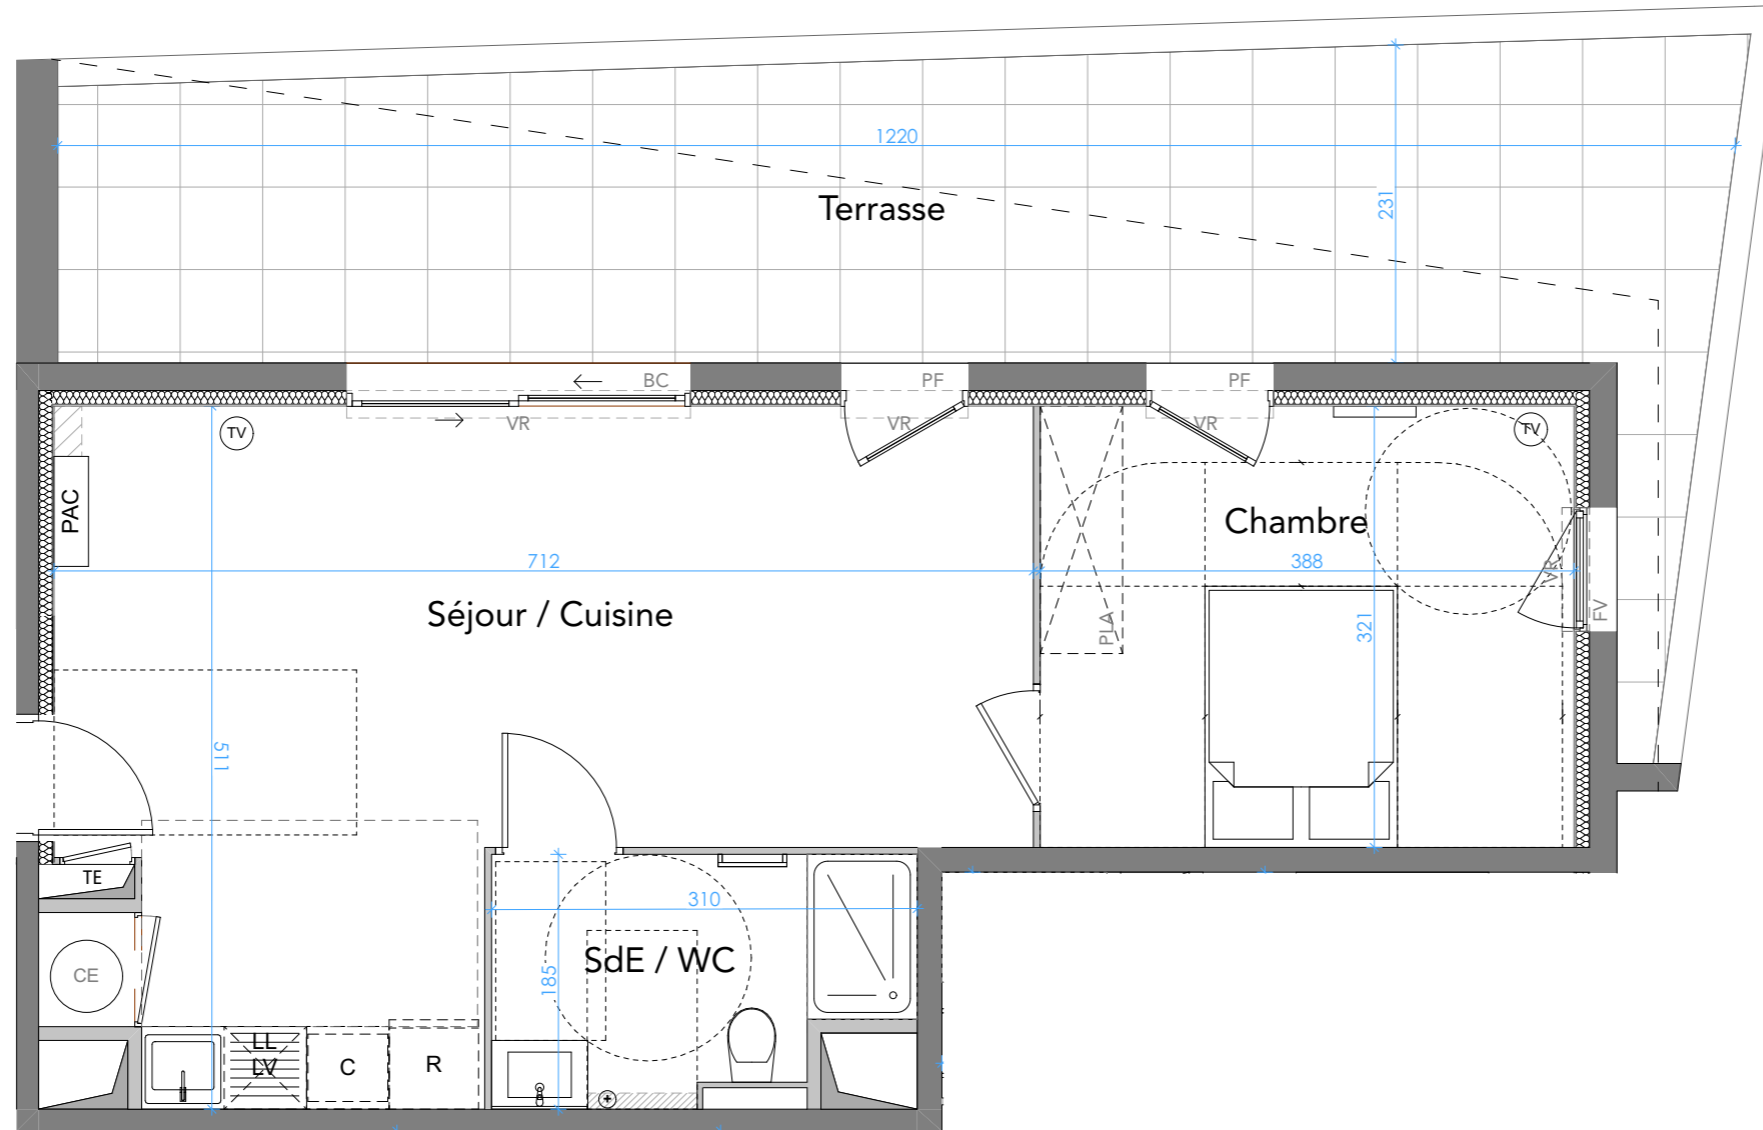 1220
231
Terrasse
BC
PF
PF
VR
VR
VR
TV
TV
PAC
Chambre
712
388
VR
FV
Séjour / Cuisine
PLA
321
511
TE
310
CE
SdE / WC
185
LL
LV
C
R